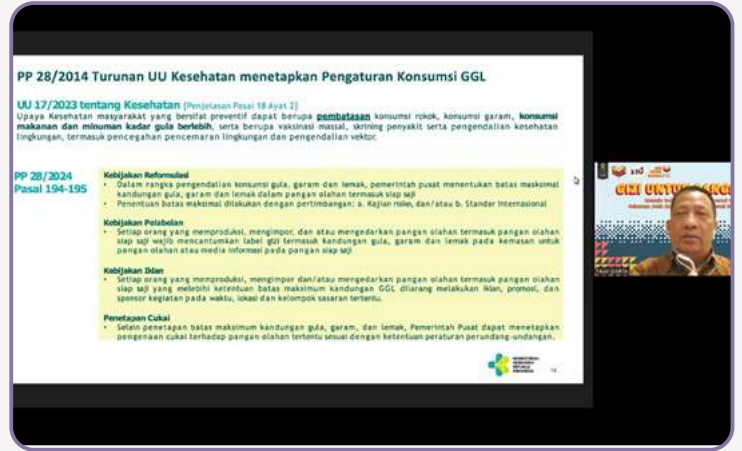 PP 28/2014 Turunan UU Kesehatan menetapkan Pengaturan Konsumsi GGL
UU 17/2023 tentang Kesehatan [Penjelasan Pasal 18 Ayat 2]
Upaya Kesehatan masyarakat yang bersifat preventif dapat berupa pembatasan konsumsi rokok, konsumsi garam, konsumsi
makanan dan minuman kadar gula berlebih, serta berupa vaksinasi massal, skrining penyakit serta pengendalian kesehatan
lingkungan, termasuk pencegahan pencemaran lingkungan dan pengendalian vektor.
PP 28/2024
Pasal 194-195
Kebijakan Reformulasi
• Dalam rangka pengendalian konsumsi gula, garam dan lemak, pemerintah pusat menentukan batas maksimal
kandungan gula, garam dan lemak dalam pangan olahan termasuk siap saji
• Penentuan batas maksimal dilakukan dengan pertimbangan: a. Kajian risiko, dan/atau b. Standar Internasional
Kebijakan Pelabelan
• Setiap orang yang memproduksi, mengimpor, dan atau mengedarkan pangan olahan termasuk pangan olahan
siap saji wajib mencantumkan label gizi termasuk kandungan gula, garam dan lemak pada kemasan untuk
pangan olahan atau media informasi pada pangan siap saji
Kebijakan Iklan
• Setiap orang yang memproduksi, mengimpor dan/atau mengedarkan pangan olahan termasuk pangan olahan
siap saji yang melebihi ketentuan batas maksimum kandungan GGL dilarang melakukan iklan, promosi, dan
sponsor kegiatan pada waktu, lokasi dan kelompok sasaran tertentu.
Penetapan Cukai
• Selain penetapan batas maksimum kandungan gula, garam, dan lemak, Pemerintah Pusat dapat menetapkan
pengenaan cukai terhadap pangan olahan tertentu sesuai dengan ketentuan peraturan perundang-undangan.
KEMENTERIAN
KESEHATAN
REPUBLIK
INDONESIA
GIZI UNTUK